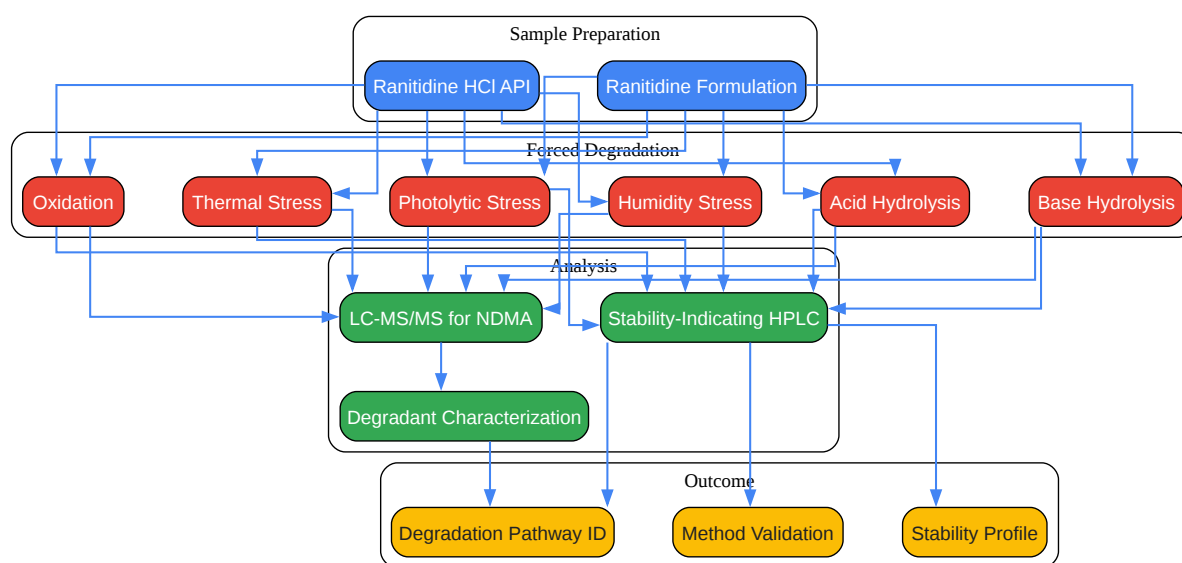 Sample Preparation
Ranitidine HCl API
Ranitidine Formulation
Forced Degradation
Oxidation
Thermal Stress
Photolytic Stress
Humidity Stress
Acid Hydrolysis
Base Hydrolysis
Analysis
LC-MS/MS for NDMA
Stability-Indicating HPLC
Degradant Characterization
Outcome
Degradation Pathway ID
Method Validation
Stability Profile